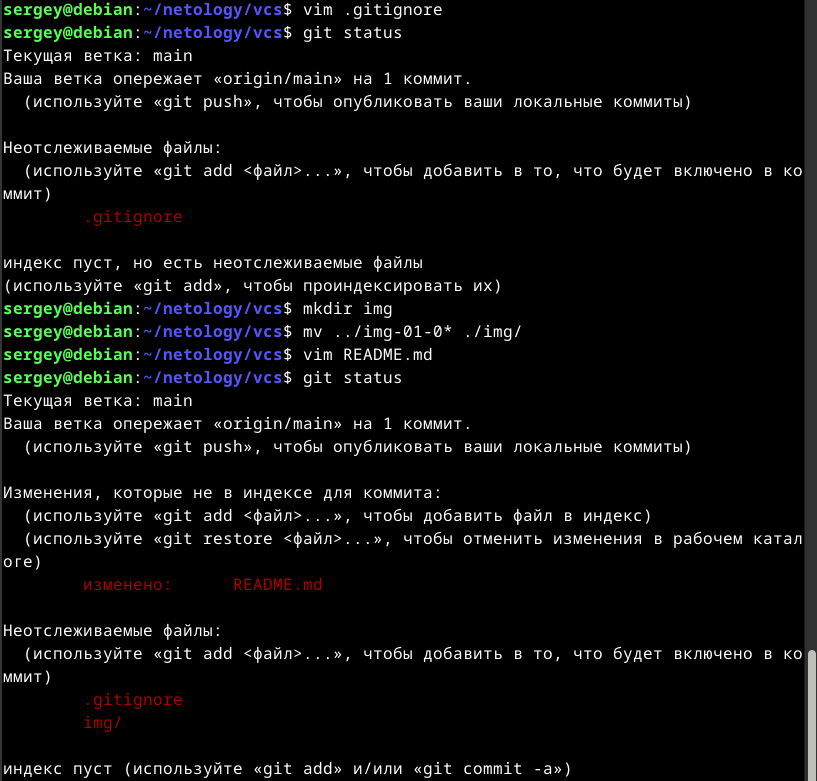 sergey@debian:~/netology/vcs$ vim .gitignore
sergey@debian:~/netology/vcs$ git status
Текущая ветка: main
Ваша ветка опережает «origin/main» на 1 коммит.
  (используйте «git push», чтобы опубликовать ваши локальные коммиты)

Неотслеживаемые файлы:
  (используйте «git add <файл>...», чтобы добавить в то, что будет включено в ко
ммит)
        .gitignore

индекс пуст, но есть неотслеживаемые файлы
(используйте «git add», чтобы проиндексировать их)
sergey@debian:~/netology/vcs$ mkdir img
sergey@debian:~/netology/vcs$ mv ../img-01-0* ./img/
sergey@debian:~/netology/vcs$ vim README.md
sergey@debian:~/netology/vcs$ git status
Текущая ветка: main
Ваша ветка опережает «origin/main» на 1 коммит.
  (используйте «git push», чтобы опубликовать ваши локальные коммиты)

Изменения, которые не в индексе для коммита:
  (используйте «git add <файл>...», чтобы добавить файл в индекс)
  (используйте «git restore <файл>...», чтобы отменить изменения в рабочем катал
оге)
        изменено:      README.md

Неотслеживаемые файлы:
  (используйте «git add <файл>...», чтобы добавить в то, что будет включено в ко
ммит)
        .gitignore
        img/

индекс пуст (используйте «git add» и/или «git commit -a»)